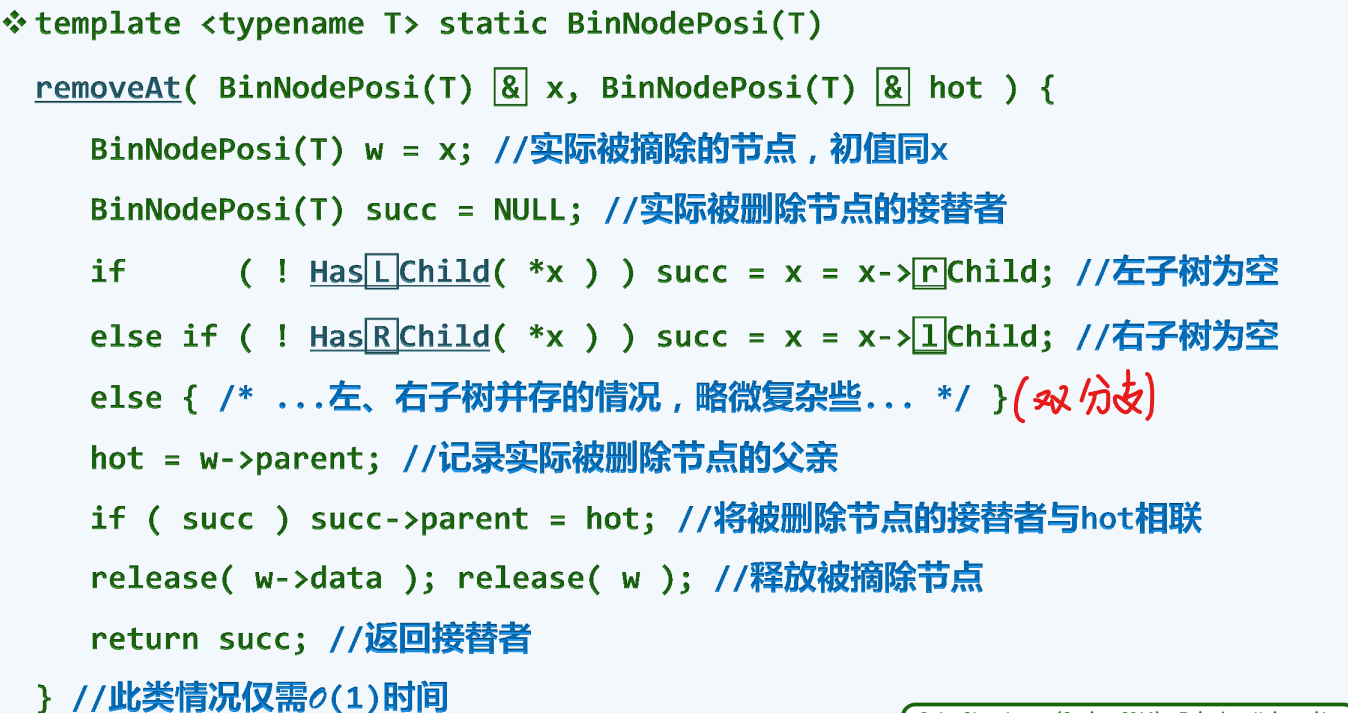 ❖ template <typename T> static BinNodePosi(T)
removeAt( BinNodePosi(T) & x, BinNodePosi(T) & hot ) {
BinNodePosi(T) w = x; //实际被摘除的节点，初值同x
BinNodePosi(T) succ = NULL; //实际被删除节点的接替者
if ( ! HasLChild( *x ) ) succ = x = x->rChild; //左子树为空
else if ( ! HasRChild( *x ) ) succ = x = x->lChild; //右子树为空
else { /* ...左、右子树并存的情况，略微复杂些... */ } (双分支)
hot = w->parent; //记录实际被删除节点的父亲
if ( succ ) succ->parent = hot; //将被删除节点的接替者与hot相联
release( w->data ); release( w ); //释放被摘除节点
return succ; //返回接替者
} //此类情况仅需O(1)时间